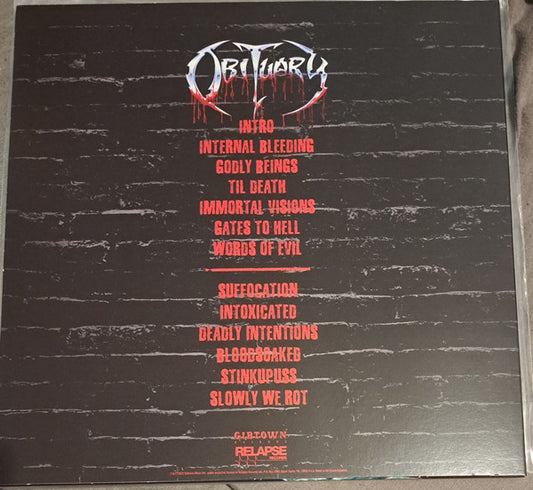 OBITUARY
INTRO
INTERNAL BLEEDING
GODLY BEINGS
TIL DEATH
IMMORTAL VISIONS
GATES TO HELL
WORDS OF EVIL
SUFFOCATION
INTOXICATED
DEADLY INTENTIONS
BLOODSOAKED
STINKUPUSS
SLOWLY WE ROT
GIBTOWN
RELAPSE
RECORDS